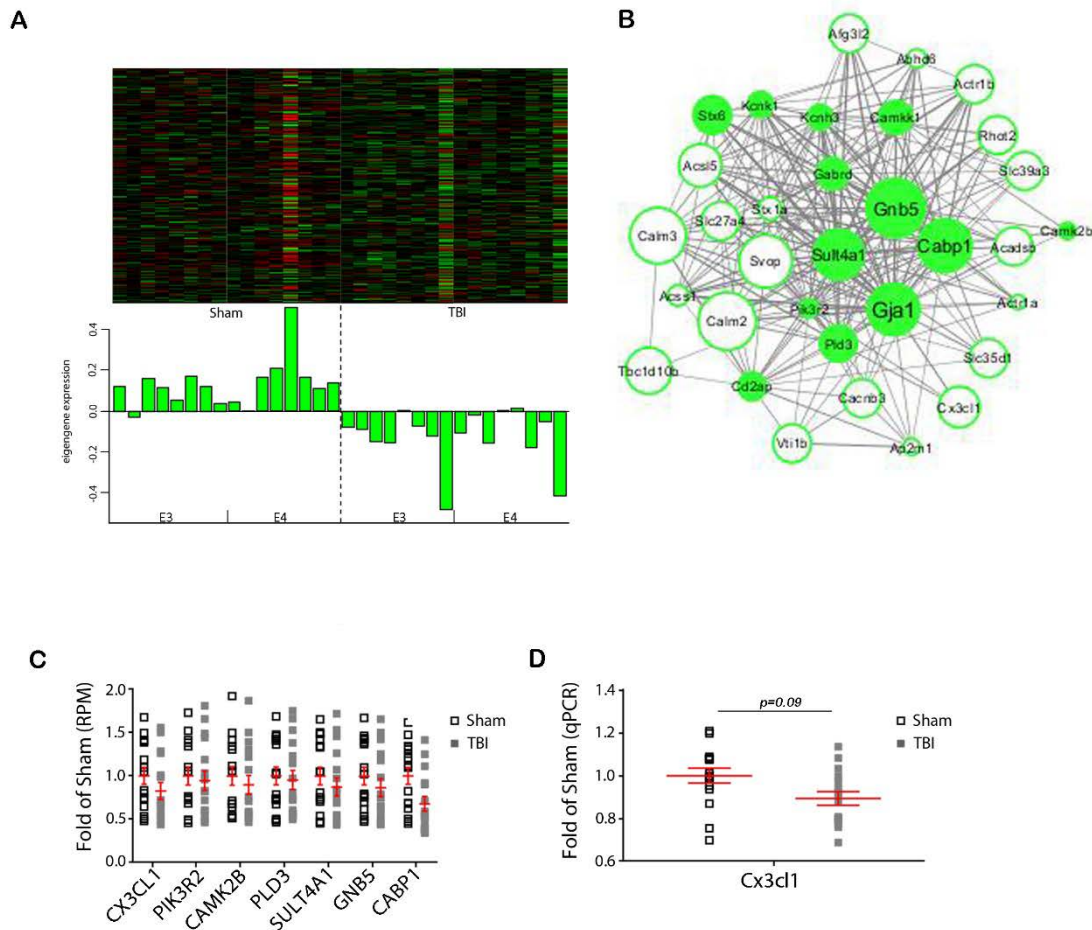 A
Sham
TBI
eigengene expression
0.4
0.2
0.0
-0.2
-0.4
E3
E4
E3
E4
B
Afg3l2
Abhd6
Actr1b
Stx6
Kcnk1
Kcnh3
Camkk1
Rhot2
Acsl5
Gabrd
Slc39a3
Stx1a
Gnb5
Slc27a4
Camk2b
Calm3
Svop
Sult4a1
Cabp1
Acadsb
Acss1
Pik3r2
Actr1a
Calm2
Gja1
Pld3
Slc35d1
Tbc1d10b
Cd2ap
Cacnb3
Cx3cl1
Vti1b
Ap2m1
C
Fold of Sham (RPM)
2.0
1.5
1.0
0.5
0.0
Sham
TBI
CX3CL1
PIK3R2
CAMK2B
PLD3
SULT4A1
GNB5
CABP1
D
Fold of Sham (qPCR)
1.4
1.2
1.0
0.8
0.6
p=0.09
Sham
TBI
Cx3cl1